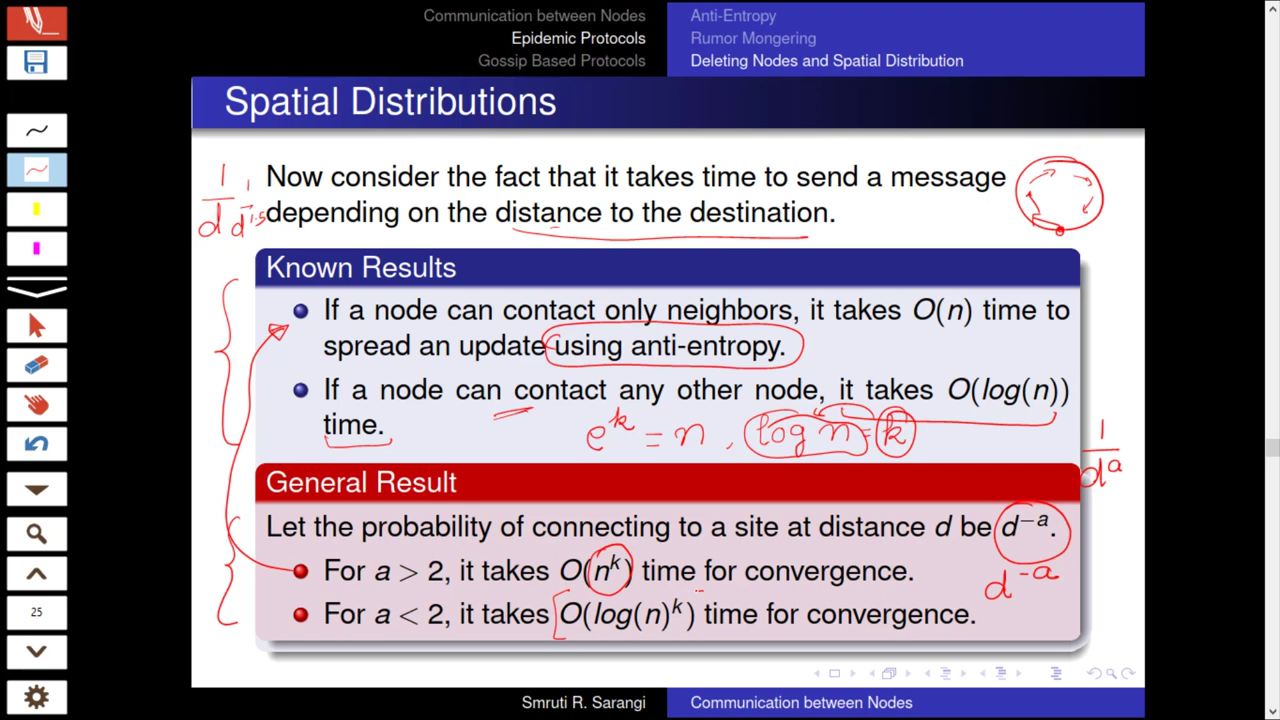 Communication between Nodes
Epidemic Protocols
Gossip Based Protocols
Anti-Entropy
Rumor Mongering
Deleting Nodes and Spatial Distribution
Spatial Distributions
Now consider the fact that it takes time to send a message
depending on the distance to the destination.
1/d 1/d^1.5
Known Results
If a node can contact only neighbors, it takes O(n) time to
spread an update using anti-entropy.
If a node can contact any other node, it takes O(log(n))
time.
e^k = n, log n = k
1/d^a
General Result
Let the probability of connecting to a site at distance d be d^−a.
d^-a
For a > 2, it takes O(n^k) time for convergence.
For a < 2, it takes O(log(n)^k) time for convergence.
25
Smruti R. Sarangi
Communication between Nodes